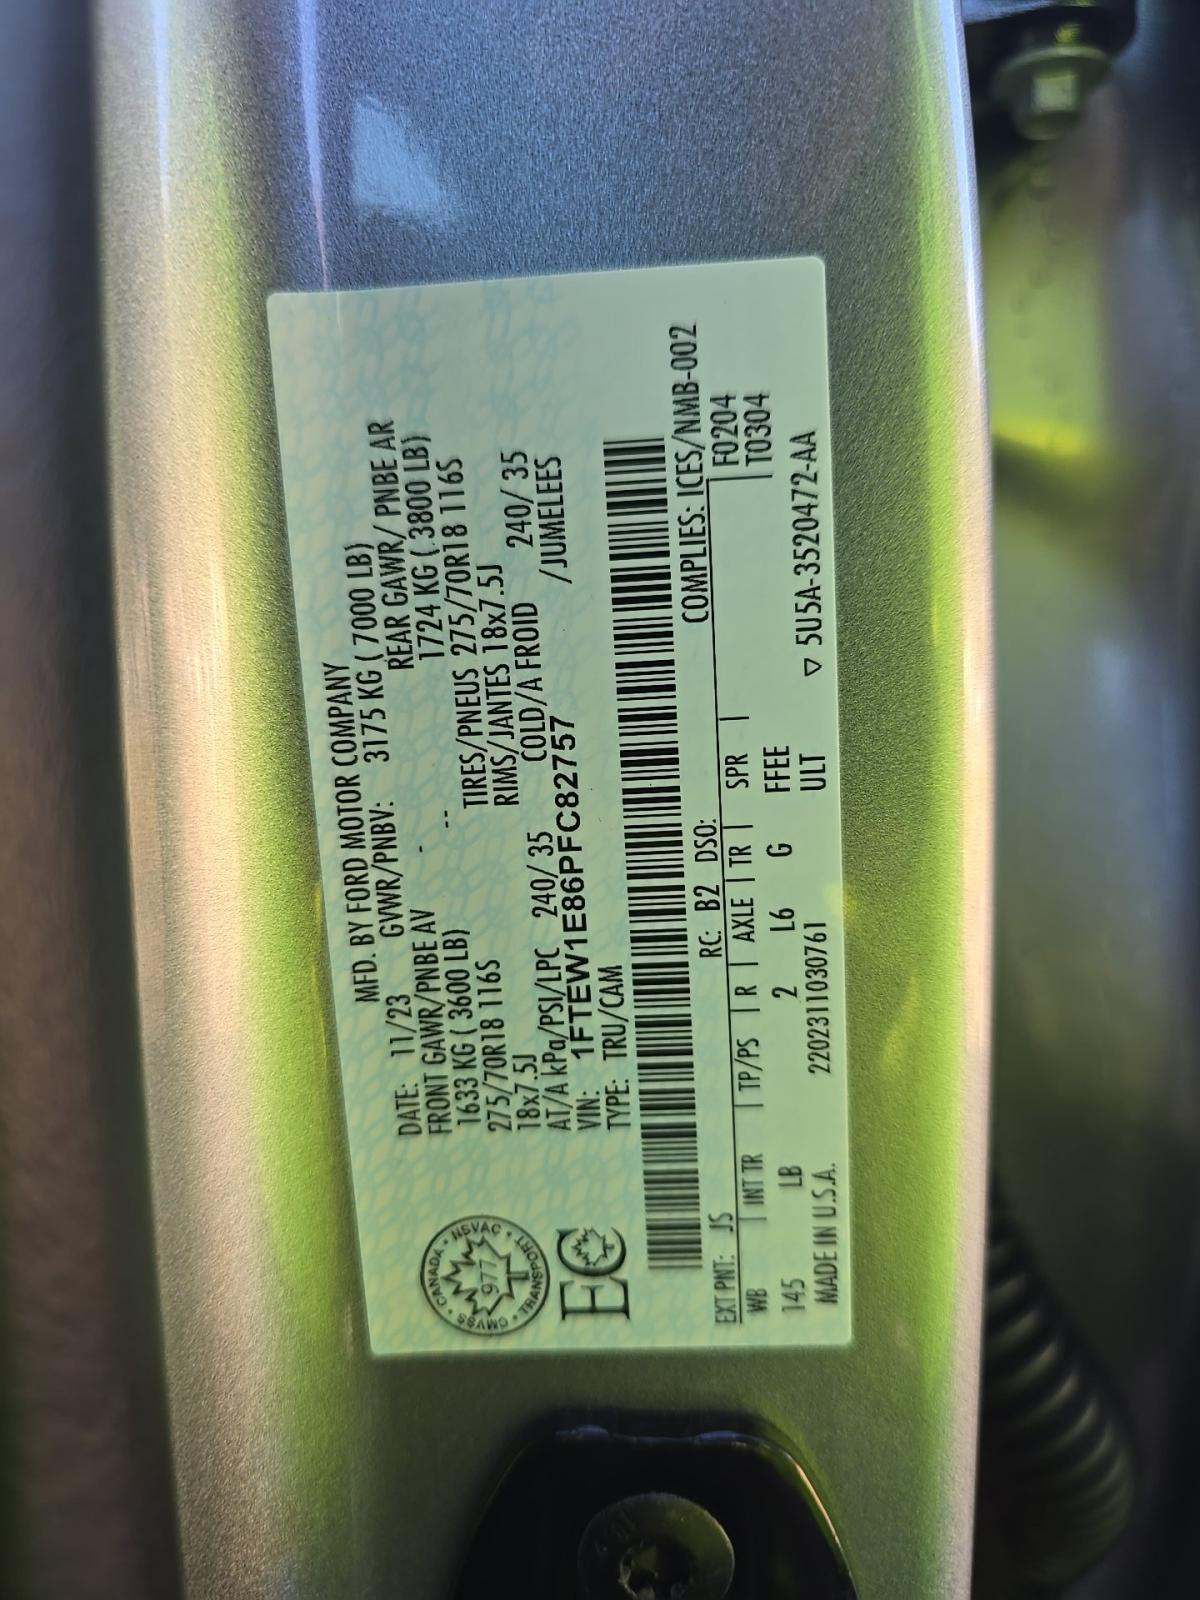 MFD. BY FORD MOTOR COMPANY
DATE: 11/23 GVWR/PNBV: 3175 KG ( 7000 LB)
FRONT GAWR/PNBE AV REAR GAWR/ PNBE AR
1633 KG ( 3600 LB) - -- 1724 KG ( 3800 LB)
275/70R18 116S TIRES/PNEUS 275/70R18 116S
18x7.5J RIMS/JANTES 18x7.5J
AT/A kPa/PSI/LPC 240/ 35 COLD/A FROID 240/ 35
VIN: 1FTEW1E86PFC82757 /JUMELEES
TYPE: TRU/CAM
CANADA • NSVAC • TRANSPORT • CMVSS •
977
T
EC
COMPLIES: ICES/NMB-002
EXT PNT: JS RC: B2 DSO: F0204
WB | INT TR | TP/PS | R | AXLE | TR | SPR | T0304
145 LB 2 L6 G FFEE
MADE IN U.S.A. 220231103​0761 ULT ▽ 5U5A-3520472-AA